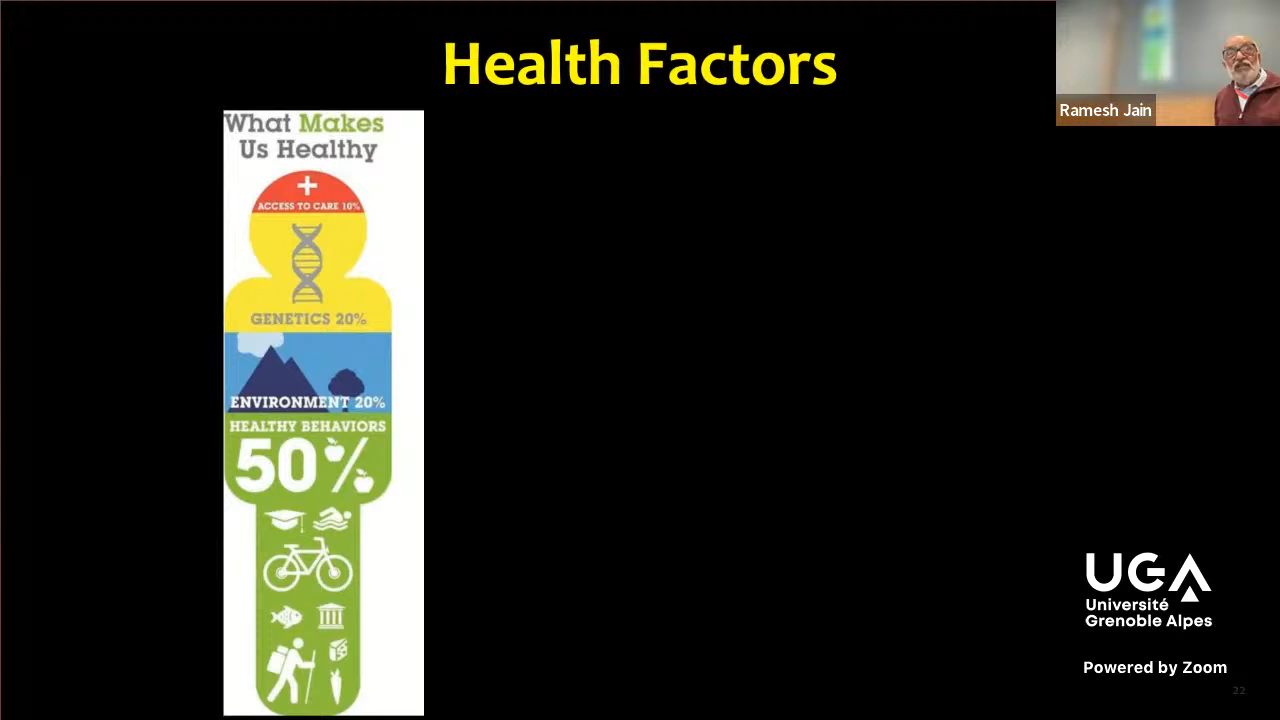 Health Factors
Ramesh Jain
What Makes
Us Healthy
ACCESS TO CARE 10%
GENETICS 20%
ENVIRONMENT 20%
HEALTHY BEHAVIORS
50%
UGA
Université
Grenoble Alpes
Powered by Zoom
22